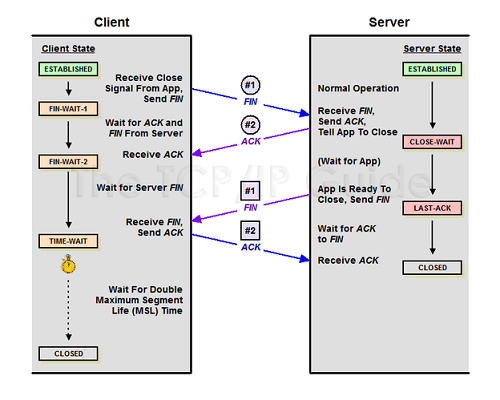 Client
Server
Client State
Server State
ESTABLISHED
ESTABLISHED
Receive Close
Signal From App,
Send FIN
#1
FIN
Normal Operation
FIN-WAIT-1
Receive FIN,
Send ACK,
Tell App To Close
Wait for ACK and
FIN From Server
#2
ACK
CLOSE-WAIT
FIN-WAIT-2
Receive ACK
(Wait for App)
The TCP/IP Guide
Wait for Server FIN
#1
FIN
App Is Ready To
Close, Send FIN
LAST-ACK
Receive FIN,
Send ACK
#2
ACK
Wait for ACK
to FIN
TIME-WAIT
Receive ACK
CLOSED
Wait For Double
Maximum Segment
Life (MSL) Time
CLOSED